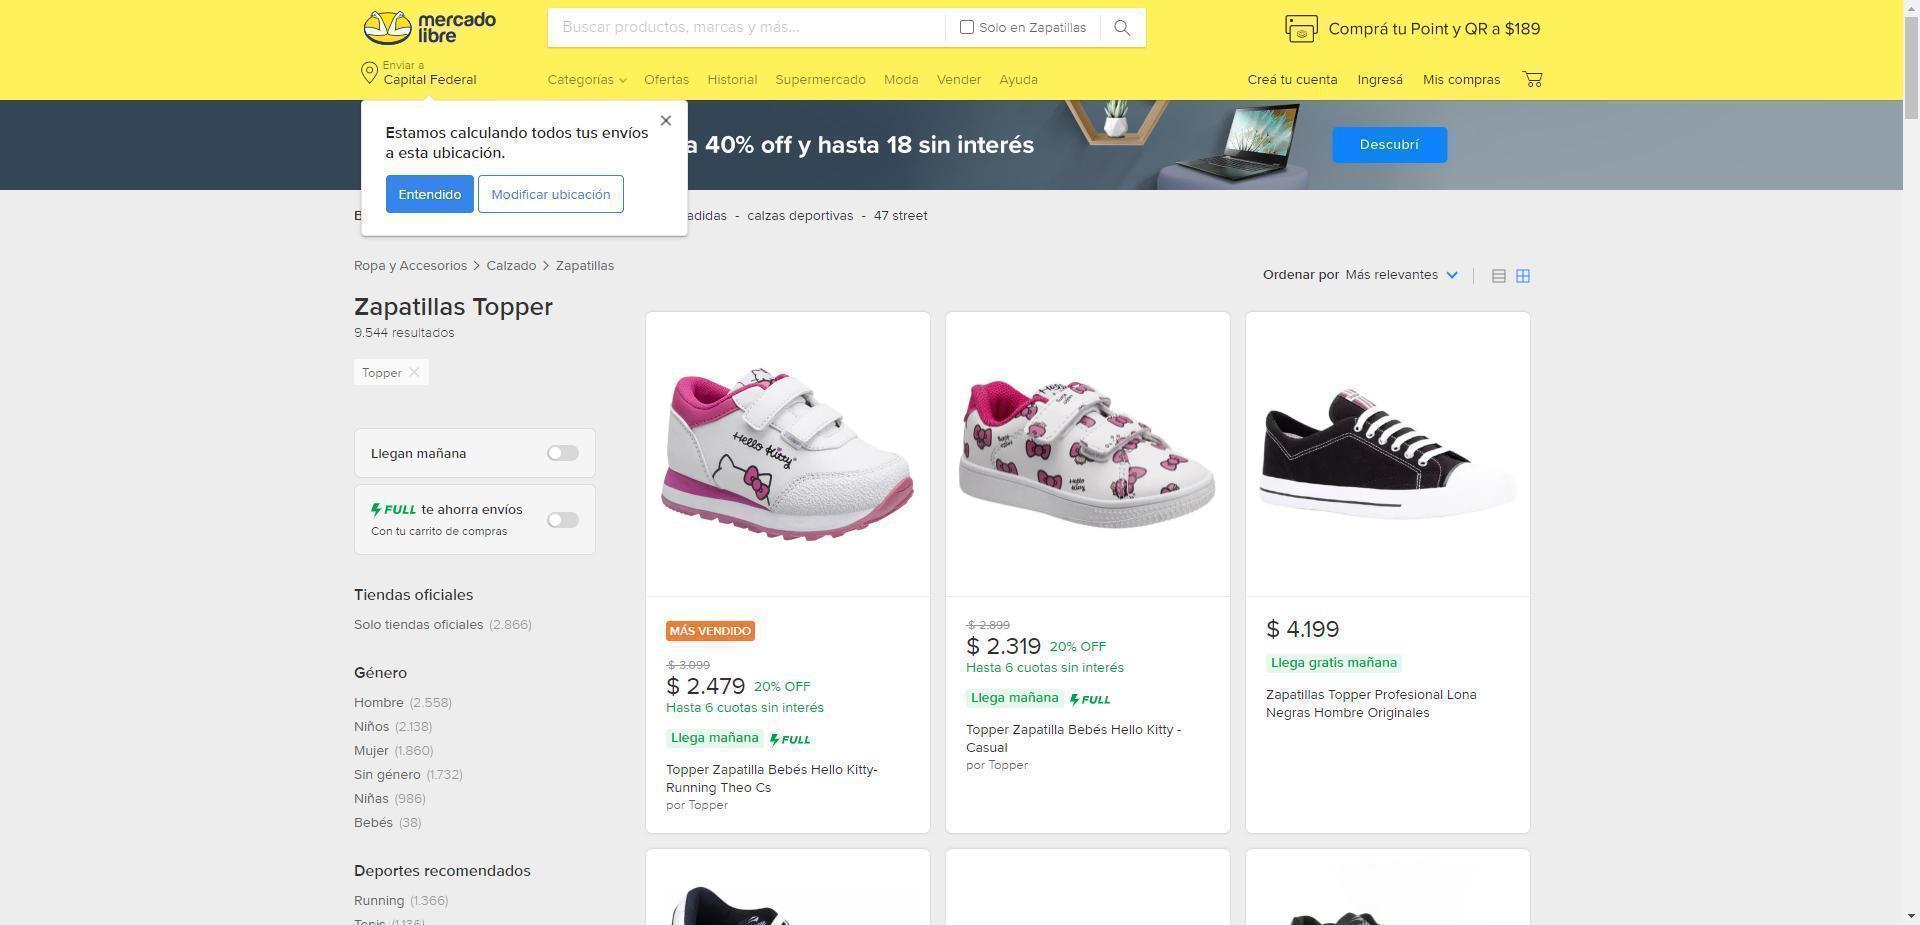 mercado
libre
Buscar productos, marcas y más...
Solo en Zapatillas
Comprá tu Point y QR a $189
Enviar a
Capital Federal
Categorías
Ofertas
Historial
Supermercado
Moda
Vender
Ayuda
Creá tu cuenta
Ingresá
Mis compras
Estamos calculando todos tus envíos
a esta ubicación.
Entendido
Modificar ubicación
a 40% off y hasta 18 sin interés
Descubrí
adidas - calzas deportivas - 47 street
Ropa y Accesorios > Calzado > Zapatillas
Ordenar por Más relevantes
Zapatillas Topper
9.544 resultados
Topper
Llegan mañana
FULL te ahorra envíos
Con tu carrito de compras
Tiendas oficiales
Solo tiendas oficiales (2.866)
Género
Hombre (2.558)
Niños (2.138)
Mujer (1.860)
Sin género (1.732)
Niñas (986)
Bebés (38)
Deportes recomendados
Running (1.366)
Tenis (1.136)
Hello Kitty
MÁS VENDIDO
$ 3.099
$ 2.479 20% OFF
Hasta 6 cuotas sin interés
Llega mañana FULL
Topper Zapatilla Bebés Hello Kitty-
Running Theo Cs
por Topper
Hello
Kitty
$ 2.899
$ 2.319 20% OFF
Hasta 6 cuotas sin interés
Llega mañana FULL
Topper Zapatilla Bebés Hello Kitty -
Casual
por Topper
$ 4.199
Llega gratis mañana
Zapatillas Topper Profesional Lona
Negras Hombre Originales